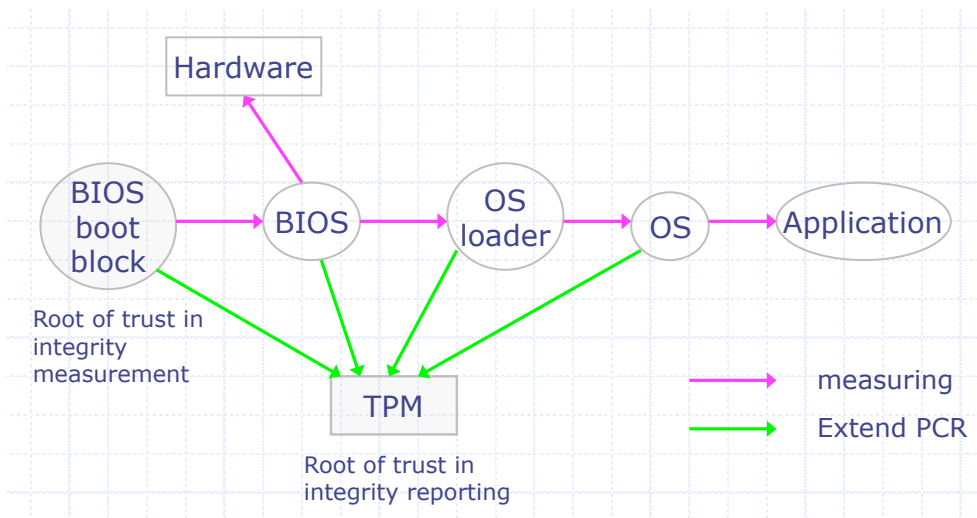 Hardware
BIOS
boot
block
BIOS
OS
loader
OS
Application
Root of trust in
integrity
measurement
TPM
measuring
Extend PCR
Root of trust in
integrity reporting